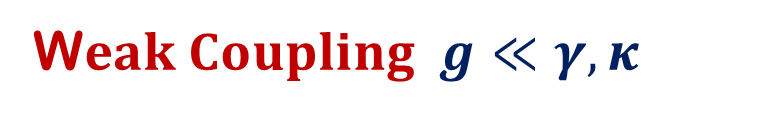 Weak Coupling g ≪ γ, κ